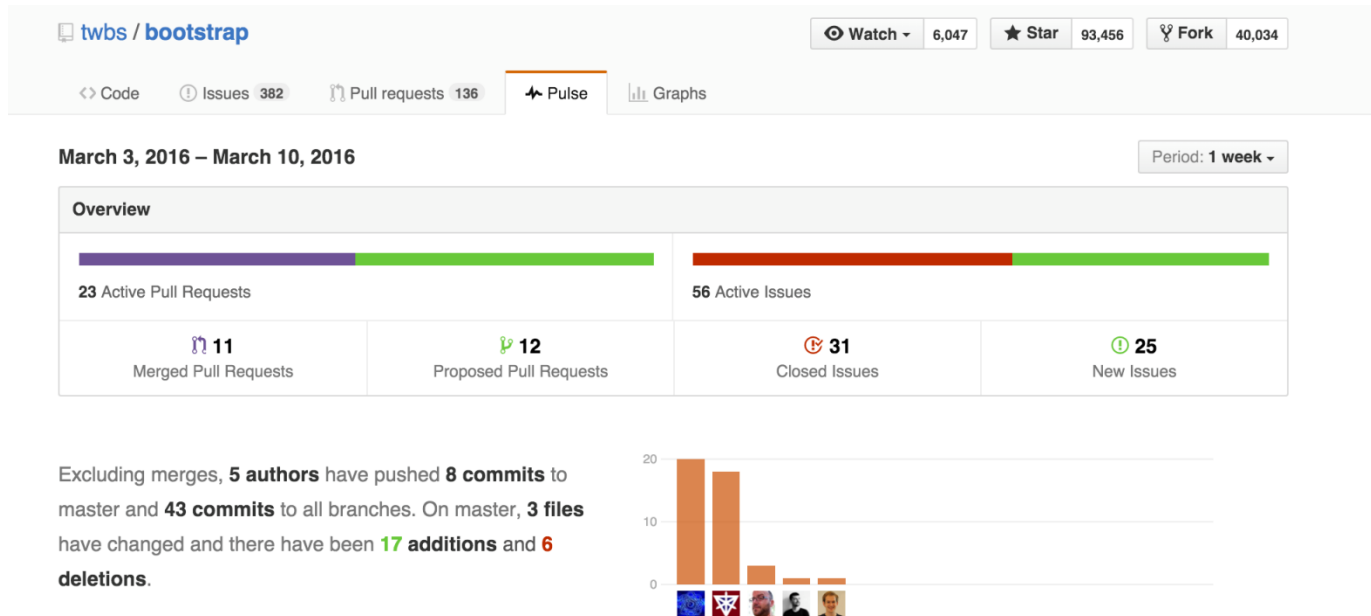 twbs / bootstrap
Watch 6,047 Star 93,456 Fork 40,034
Code Issues 382 Pull requests 136 Pulse Graphs
March 3, 2016 – March 10, 2016
Period: 1 week
Overview
23 Active Pull Requests
56 Active Issues
11
Merged Pull Requests
12
Proposed Pull Requests
31
Closed Issues
25
New Issues
Excluding merges, 5 authors have pushed 8 commits to
master and 43 commits to all branches. On master, 3 files
have changed and there have been 17 additions and 6
deletions.
20
10
0